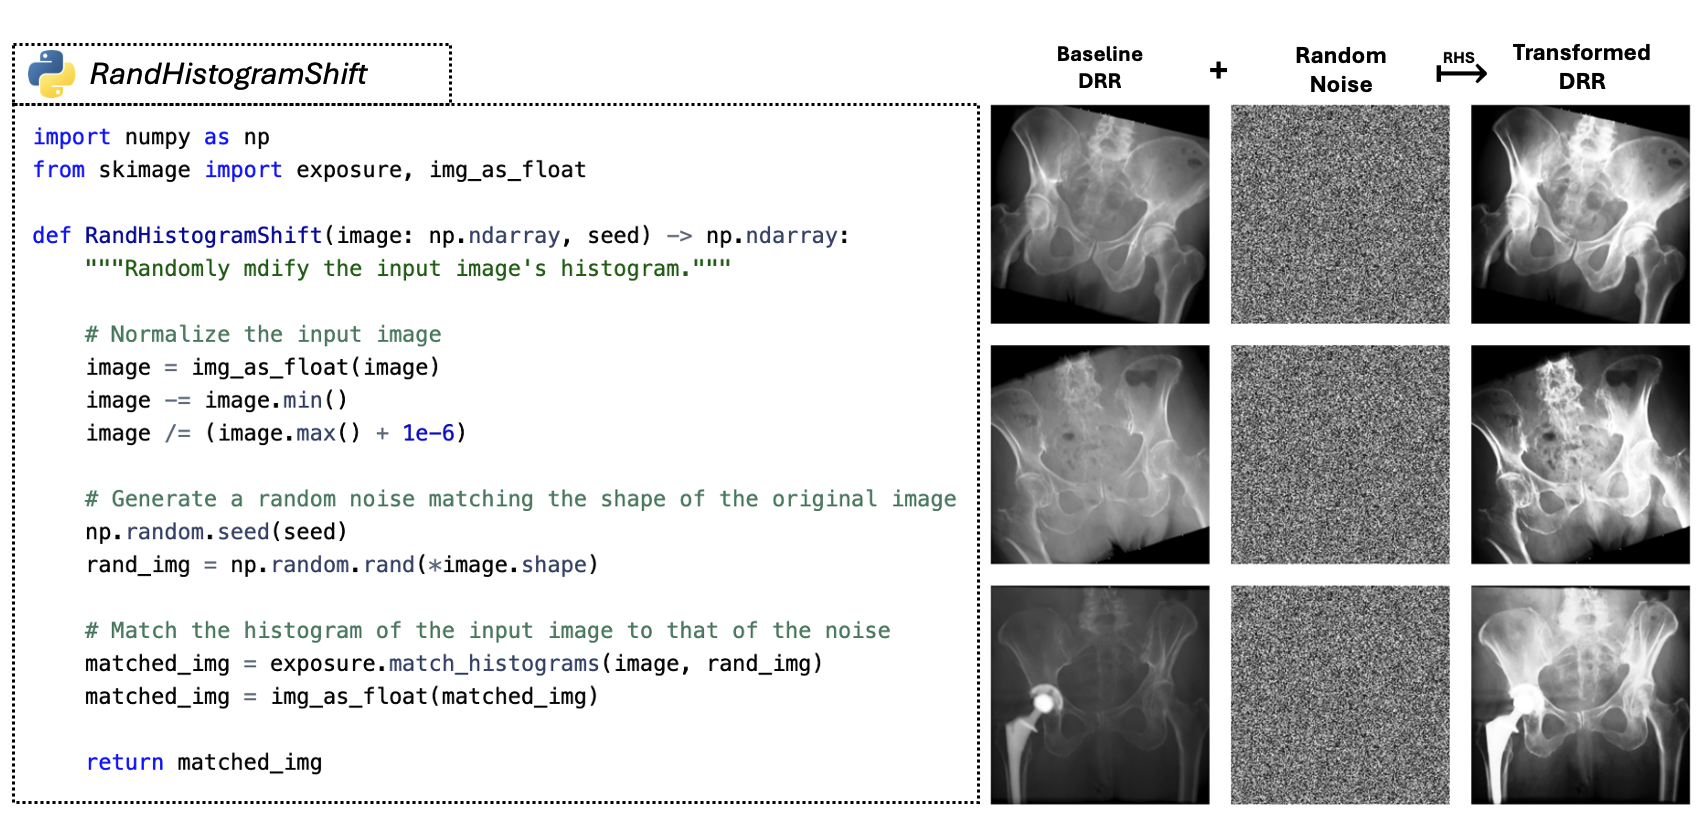 RandHistogramShift
import numpy as np
from skimage import exposure, img_as_float
def RandHistogramShift(image: np.ndarray, seed) -> np.ndarray:
"""Randomly mdify the input image's histogram."""
# Normalize the input image
image = img_as_float(image)
image -= image.min()
image /= (image.max() + 1e-6)
# Generate a random noise matching the shape of the original image
np.random.seed(seed)
rand_img = np.random.rand(*image.shape)
# Match the histogram of the input image to that of the noise
matched_img = exposure.match_histograms(image, rand_img)
matched_img = img_as_float(matched_img)
return matched_img
Baseline
DRR
+
Random
Noise
RHS
Transformed
DRR